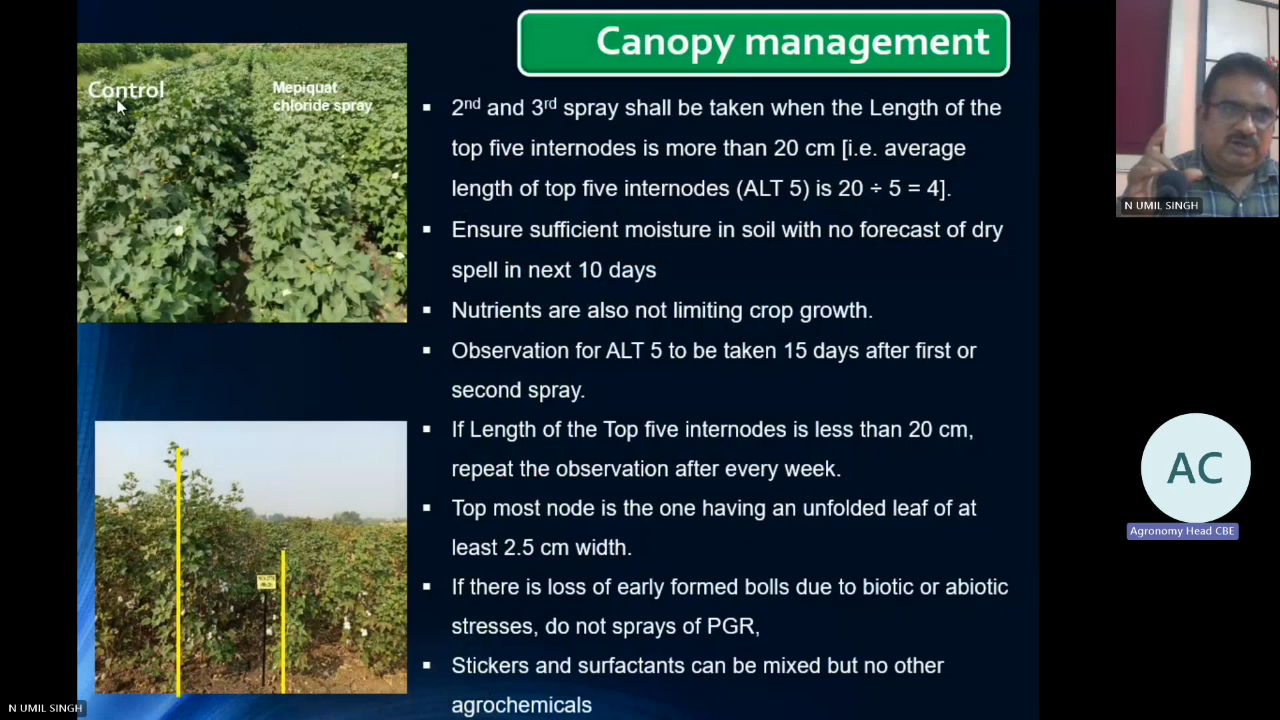 Canopy management
Control
Mepiquat
chloride spray
▪ 2nd and 3rd spray shall be taken when the Length of the
top five internodes is more than 20 cm [i.e. average
length of top five internodes (ALT 5) is 20 ÷ 5 = 4].
▪ Ensure sufficient moisture in soil with no forecast of dry
spell in next 10 days
▪ Nutrients are also not limiting crop growth.
▪ Observation for ALT 5 to be taken 15 days after first or
second spray.
▪ If Length of the Top five internodes is less than 20 cm,
repeat the observation after every week.
▪ Top most node is the one having an unfolded leaf of at
least 2.5 cm width.
▪ If there is loss of early formed bolls due to biotic or abiotic
stresses, do not sprays of PGR,
▪ Stickers and surfactants can be mixed but no other
agrochemicals
N UMIL SINGH
AC
Agronomy Head CBE
N UMIL SINGH